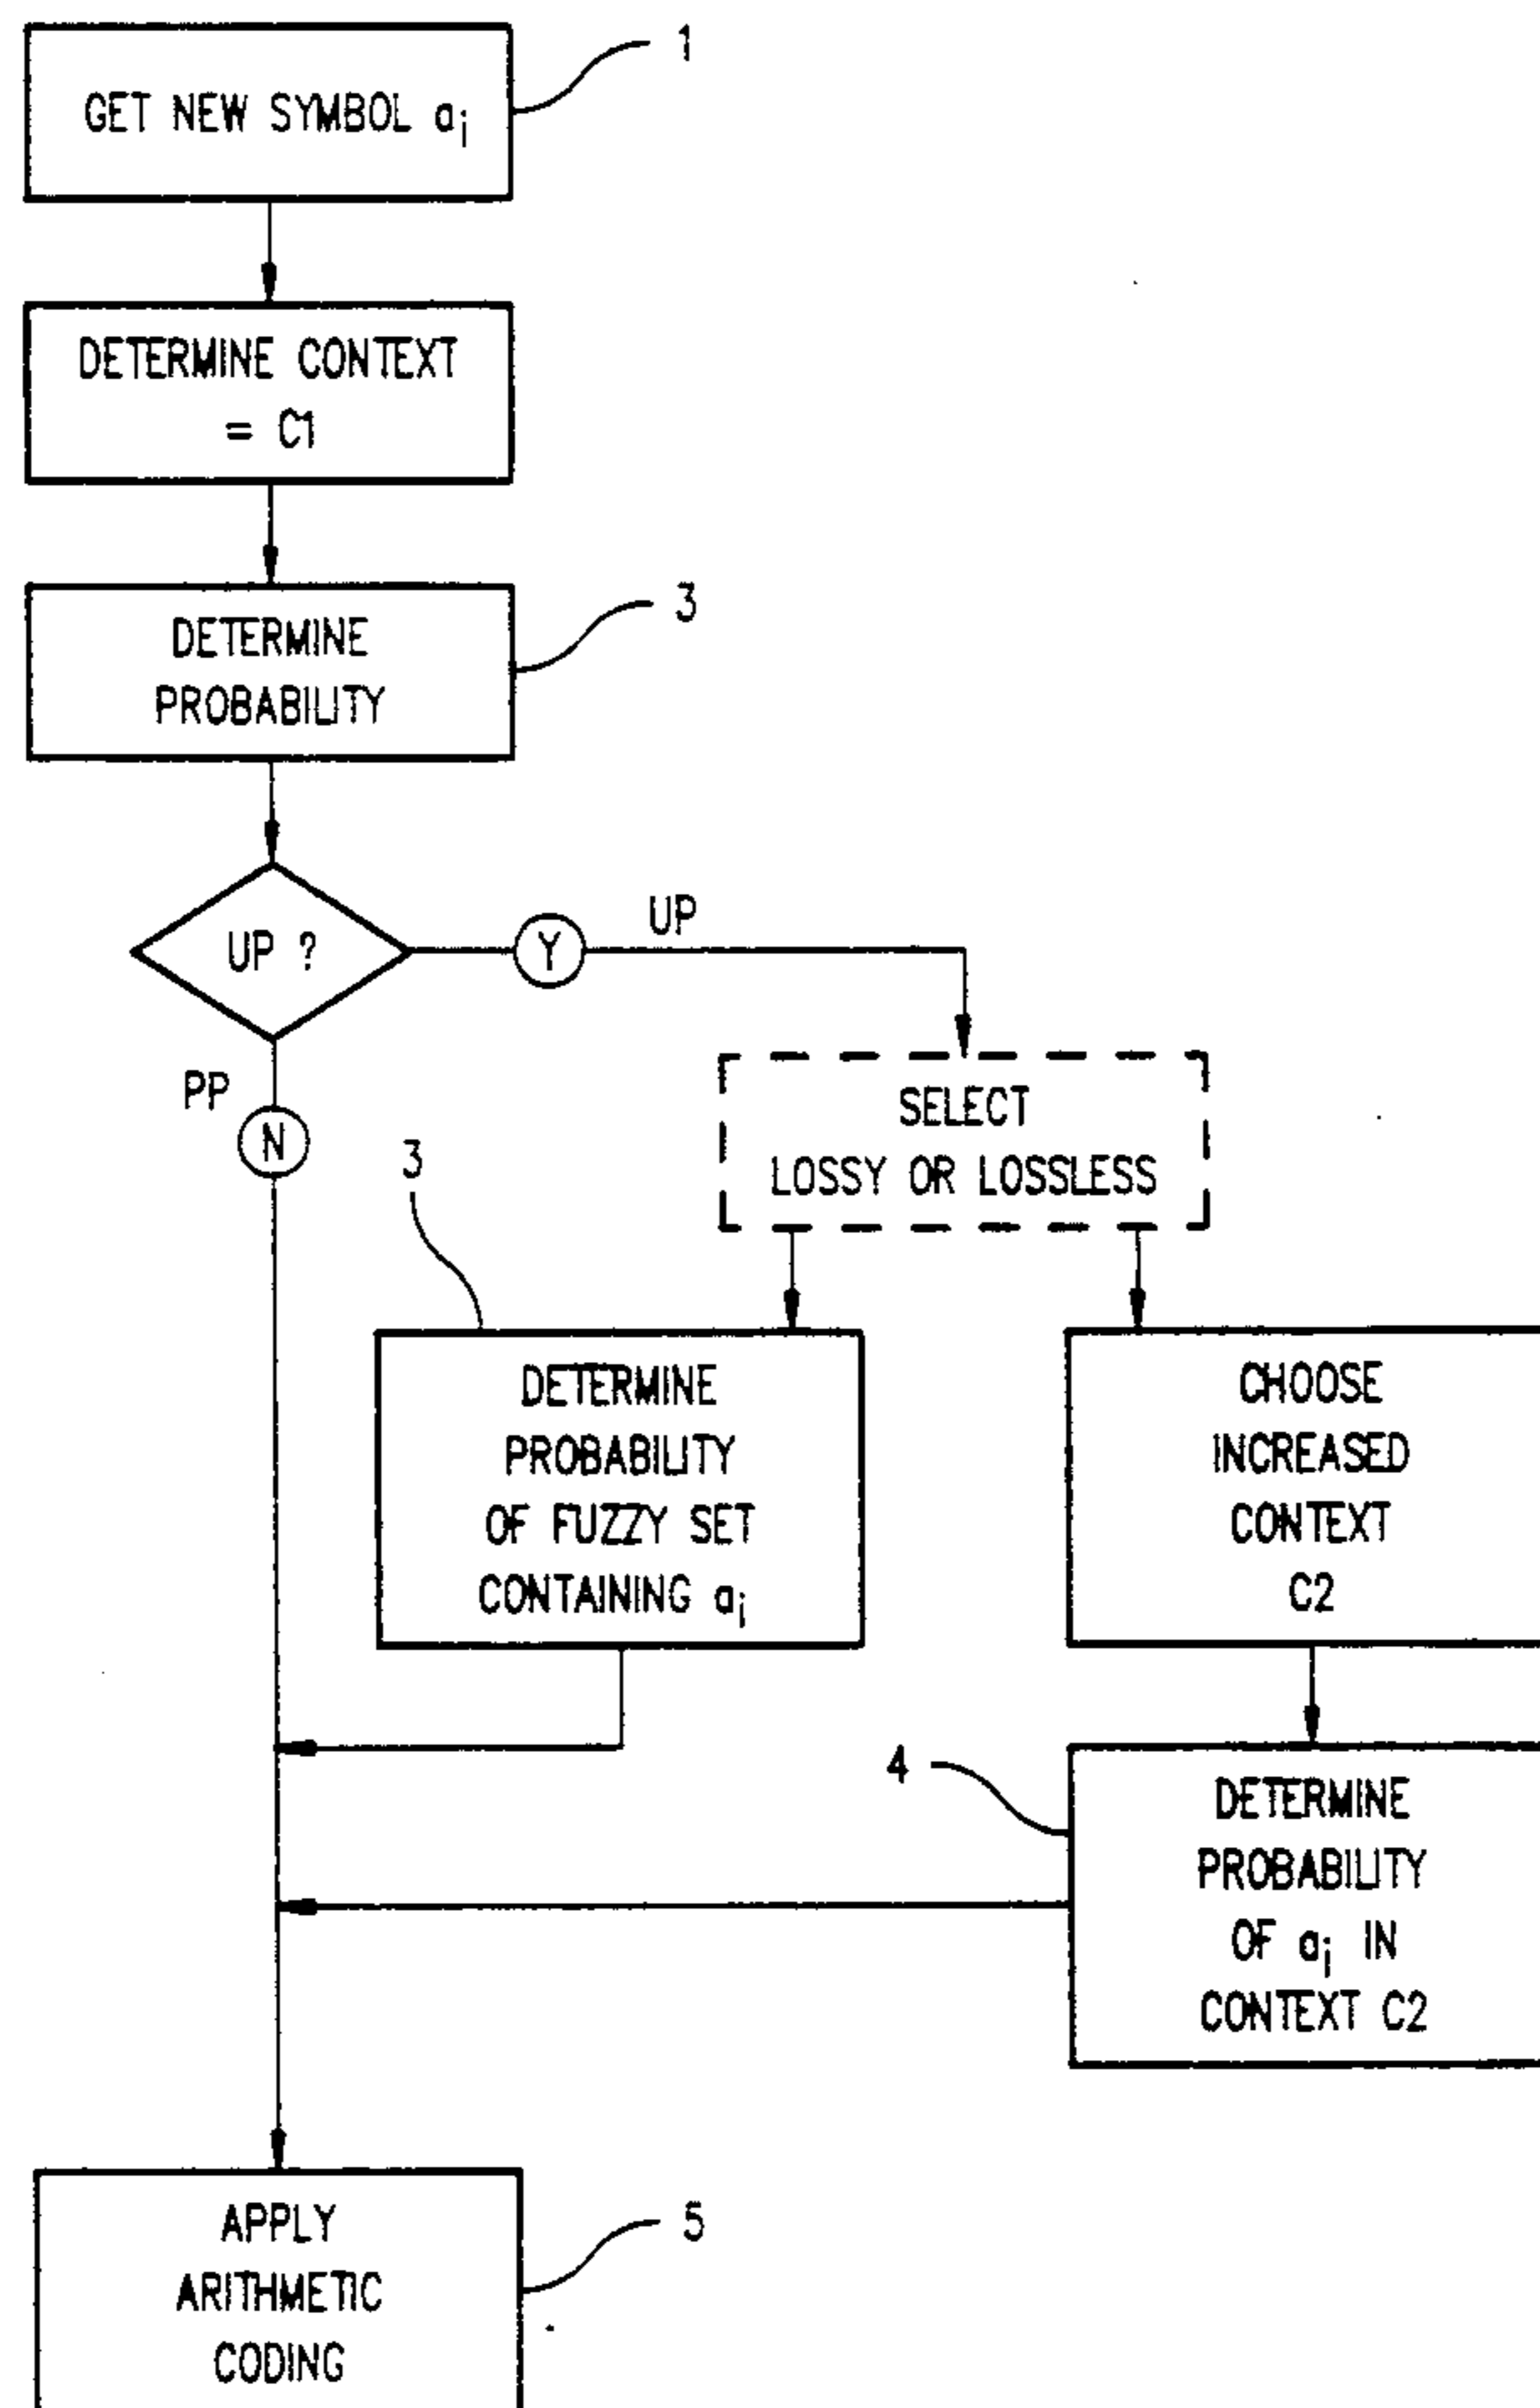 1
GET NEW SYMBOL ai
DETERMINE CONTEXT
= C1
3
DETERMINE
PROBABILITY
UP ?
Y
UP
PP
N
SELECT
LOSSY OR LOSSLESS
3
DETERMINE
PROBABILITY
OF FUZZY SET
CONTAINING ai
CHOOSE
INCREASED
CONTEXT
C2
4
DETERMINE
PROBABILITY
OF ai IN
CONTEXT C2
APPLY
ARITHMETIC
CODING
5